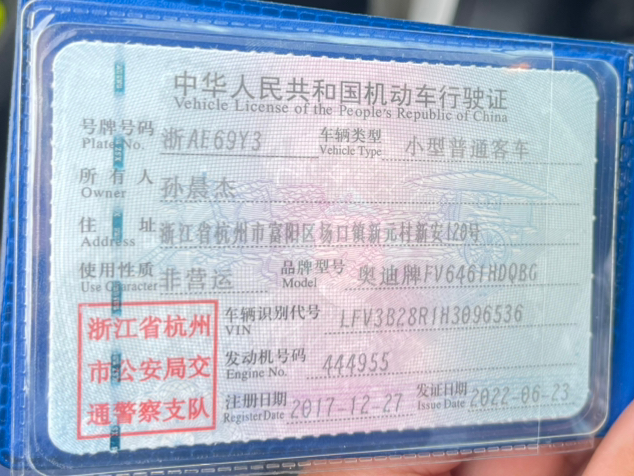 中华人民共和国机动车行驶证
Vehicle License of the People's Republic of China
号牌号码 浙AE69Y3 车辆类型 小型普通客车
Plate No. Vehicle Type
所有人 孙晨杰
Owner
住址 浙江省杭州市富阳区场口镇新元村新安120号
Address
使用性质 非营运 品牌型号 奥迪牌FV6461HDQBG
Use Character Model
浙江省杭州
市公安局交
通警察支队
车辆识别代号 LFV3B28R1H3096536
VIN
发动机号码 444955
Engine No.
注册日期 2017-12-27 发证日期 2022-06-23
Register Date Issue Date